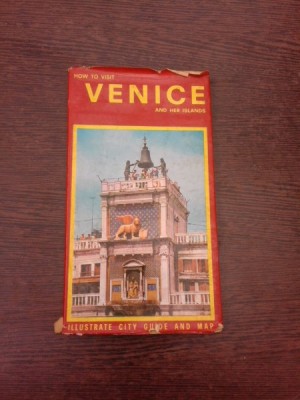 HOW TO VISIT
VENICE
AND HER ISLANDS
ILLUSTRATE CITY GUIDE AND MAP